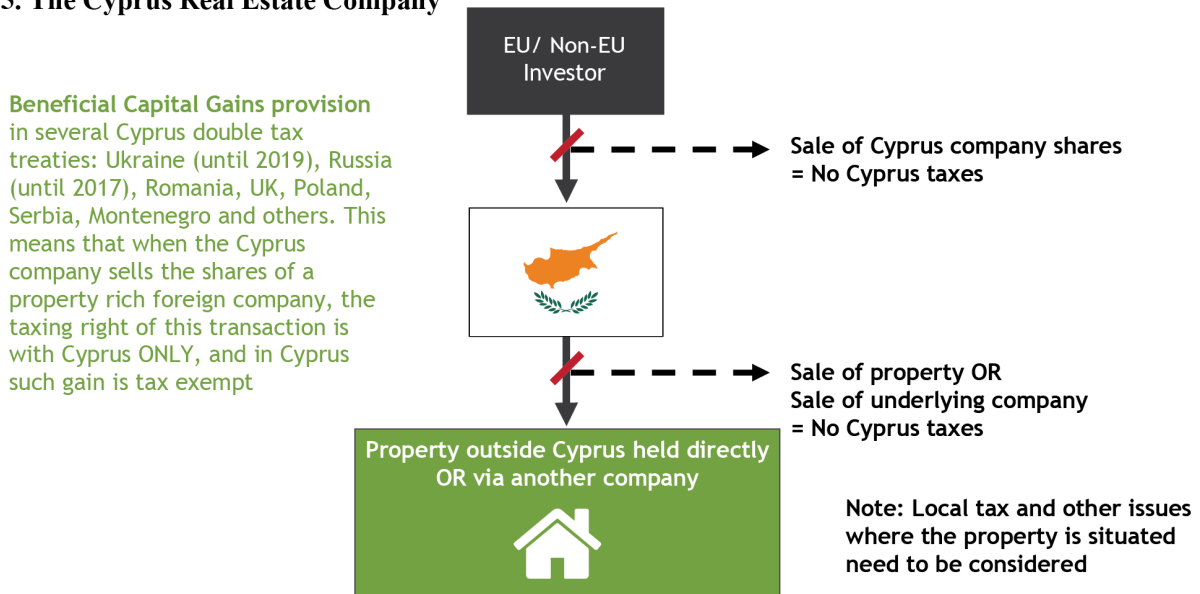 5. The Cyprus Real Estate Company
EU/ Non-EU
Investor
Beneficial Capital Gains provision
in several Cyprus double tax
treaties: Ukraine (until 2019), Russia
(until 2017), Romania, UK, Poland,
Serbia, Montenegro and others. This
means that when the Cyprus
company sells the shares of a
property rich foreign company, the
taxing right of this transaction is
with Cyprus ONLY, and in Cyprus
such gain is tax exempt
Sale of Cyprus company shares
= No Cyprus taxes
Sale of property OR
Sale of underlying company
= No Cyprus taxes
Property outside Cyprus held directly
OR via another company
Note: Local tax and other issues
where the property is situated
need to be considered